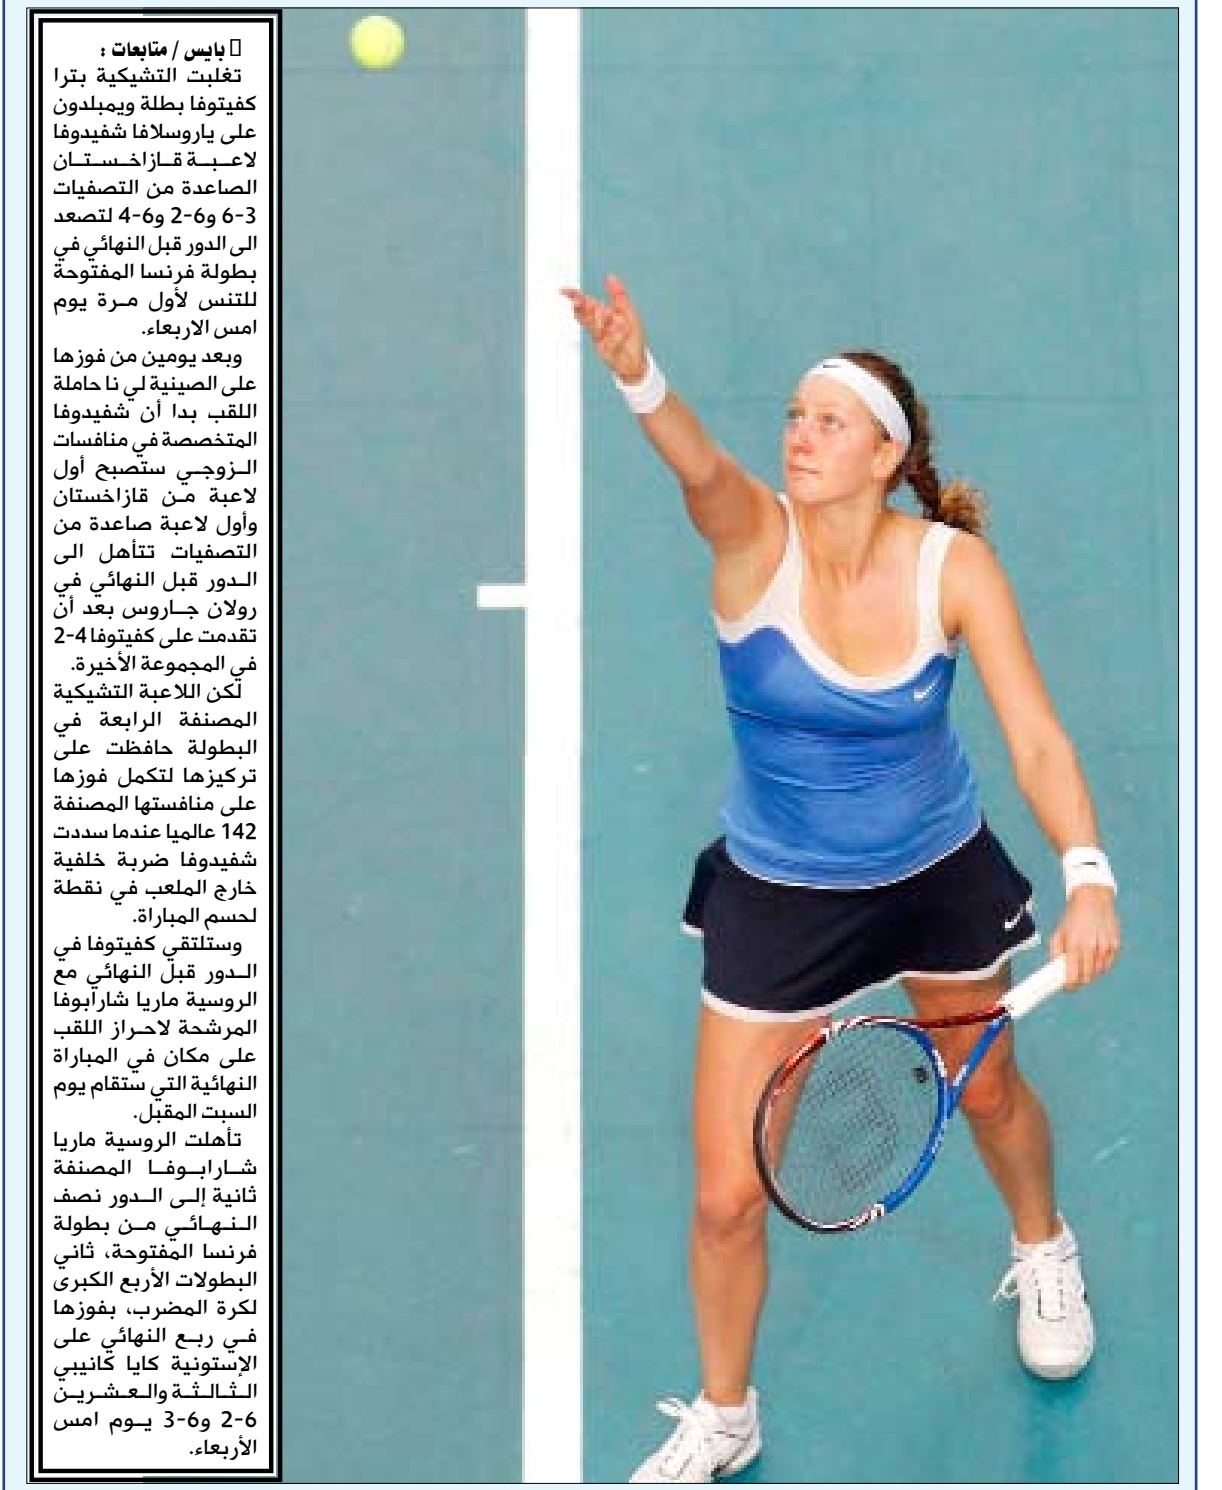 بايس / متابعات :
تغلبت التشيكية بترا
كفيتوفا بطلة ويمبلدون
على ياروسلافا شفيدوفا
لاعبة قازاخستان
الصاعدة من التصفيات
3-6 و6-2 و6-4 لتصعد
الى الدور قبل النهائي في
بطولة فرنسا المفتوحة
للتنس لأول مرة يوم
امس الاربعاء.
وبعد يومين من فوزها
على الصينية لي نا حاملة
اللقب بدا أن شفيدوفا
المتخصصة في منافسات
الزوجي ستصبح أول
لاعبة من قازاخستان
وأول لاعبة صاعدة من
التصفيات تتأهل الى
الدور قبل النهائي في
رولان جاروس بعد أن
تقدمت على كفيتوفا 4-2
في المجموعة الأخيرة.
لكن اللاعبة التشيكية
المصنفة الرابعة في
البطولة حافظت على
تركيزها لتكمل فوزها
على منافستها المصنفة
142 عالميا عندما سددت
شفيدوفا ضربة خلفية
خارج الملعب في نقطة
لحسم المباراة.
وستلتقي كفيتوفا في
الدور قبل النهائي مع
الروسية ماريا شارابوفا
المرشحة لاحراز اللقب
على مكان في المباراة
النهائية التي ستقام يوم
السبت المقبل.
تأهلت الروسية ماريا
شارابوفا المصنفة
ثانية إلى الدور نصف
النهائي من بطولة
فرنسا المفتوحة، ثاني
البطولات الأربع الكبرى
لكرة المضرب، بفوزها
في ربع النهائي على
الإستونية كايا كانيبي
الثالثة والعشرين
6-2 و6-3 يوم امس
الأربعاء.